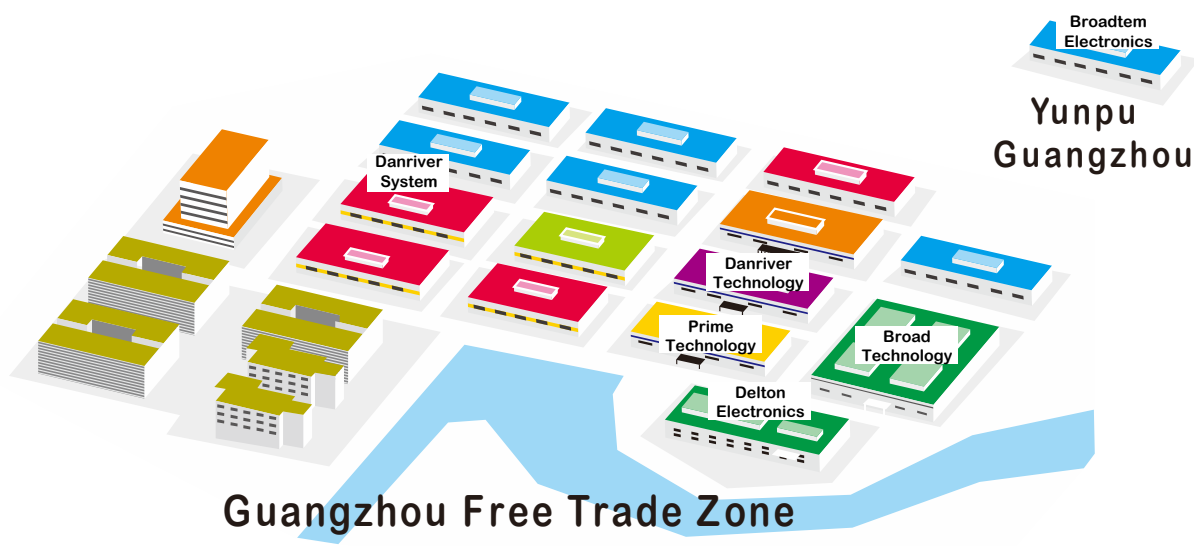 Broadtem
Electronics
Yunpu
Guangzhou
Danriver
System
Danriver
Technology
Prime
Technology
Broad
Technology
Delton
Electronics
Guangzhou Free Trade Zone